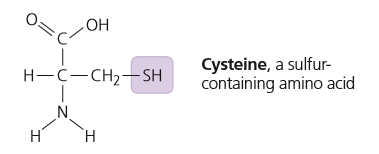 O
OH
C
H-C-CH₂-SH
Cysteine, a sulfur-
containing amino acid
N
H H